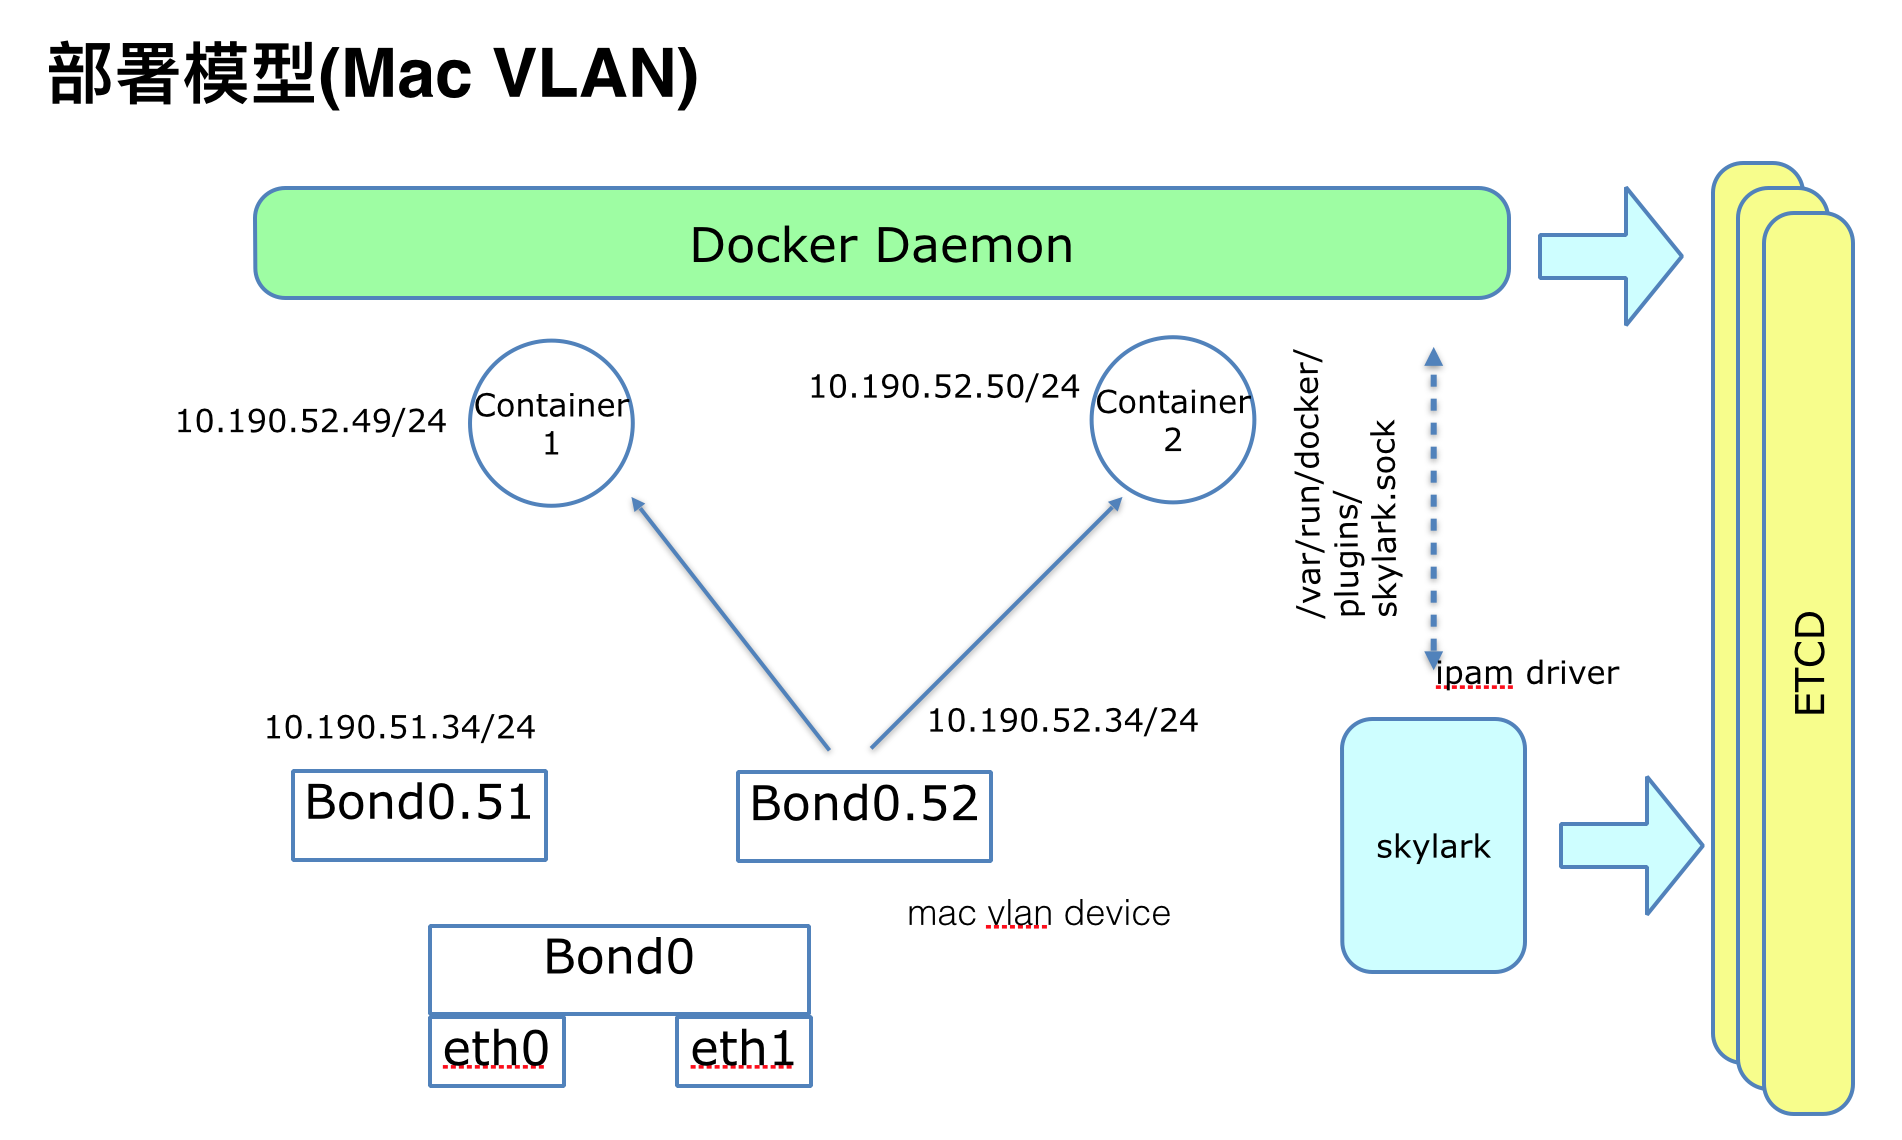 部署模型(Mac VLAN)
Docker Daemon
10.190.52.49/24
Container
1
10.190.52.50/24
Container
2
/var/run/docker/
plugins/
skylark.sock
ipam driver
10.190.51.34/24
10.190.52.34/24
Bond0.51
Bond0.52
skylark
mac vlan device
Bond0
eth0
eth1
ETCD